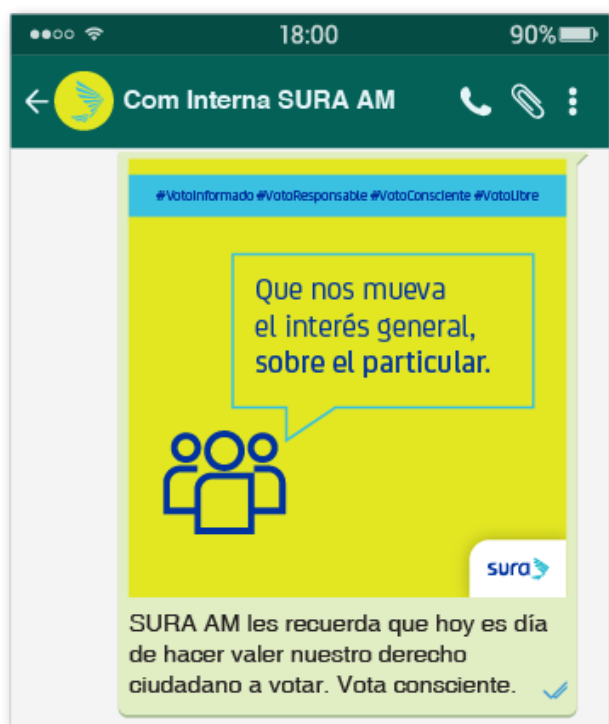 18:00
90%
Com Interna SURA AM
#VotoInformado #VotoResponsable #VotoConsciente #VotoLibre
Que nos mueva
el interés general,
sobre el particular.
sura
SURA AM les recuerda que hoy es día
de hacer valer nuestro derecho
ciudadano a votar. Vota consciente.